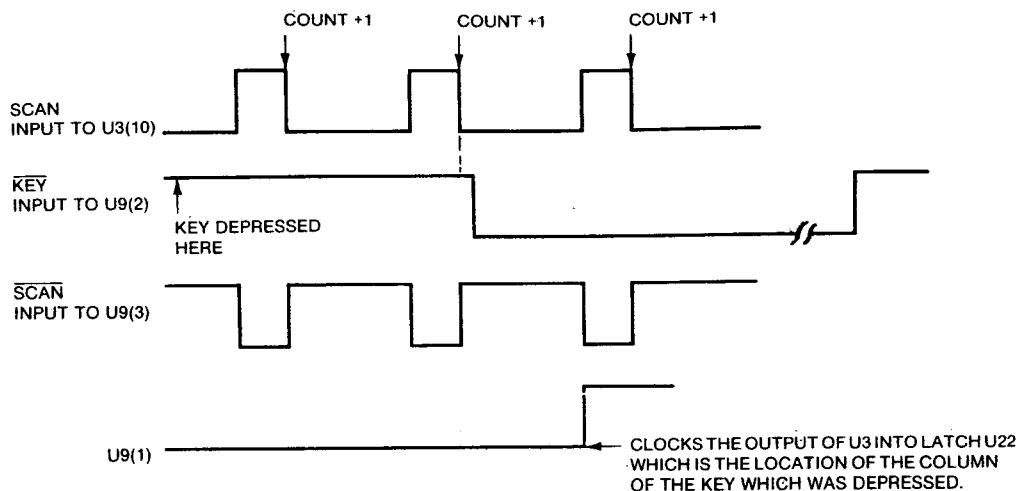 COUNT +1
COUNT +1
COUNT +1
SCAN
INPUT TO U3(10)
KEY
INPUT TO U9(2)
KEY DEPRESSED
HERE
SCAN
INPUT TO U9(3)
U9(1)
CLOCKS THE OUTPUT OF U3 INTO LATCH U22
WHICH IS THE LOCATION OF THE COLUMN
OF THE KEY WHICH WAS DEPRESSED.